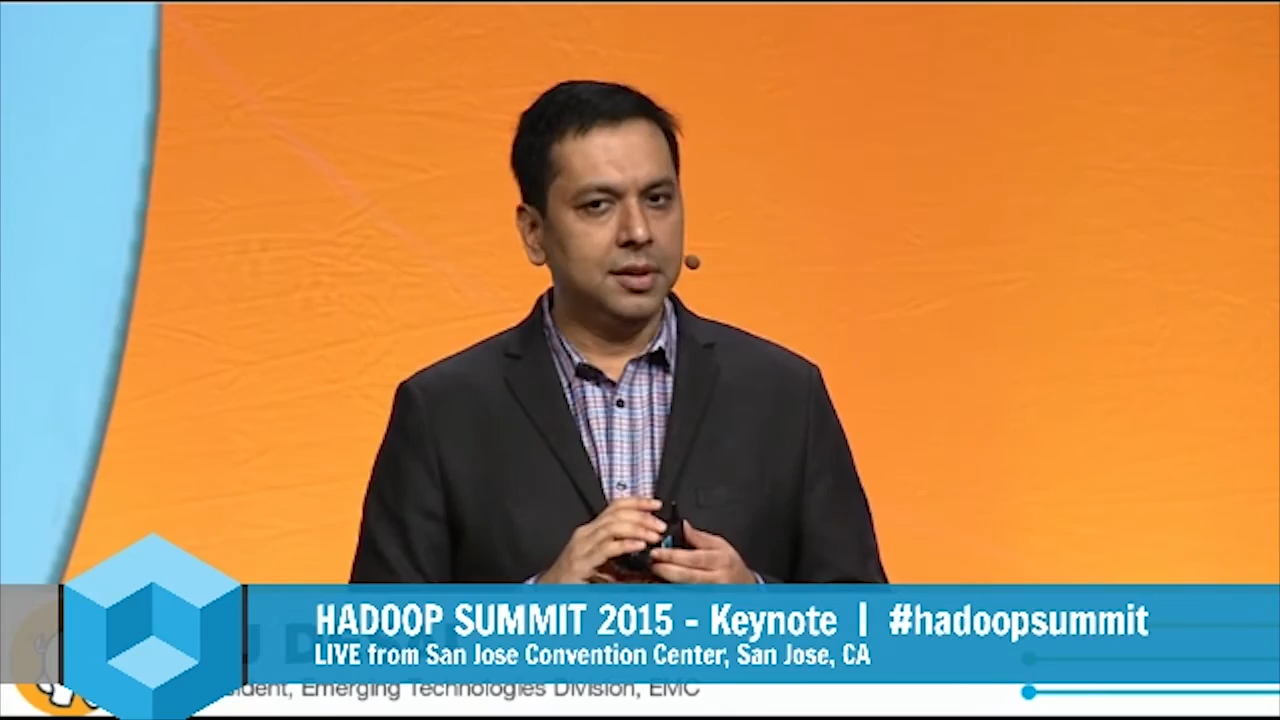 HADOOP SUMMIT 2015 - Keynote | #hadoopsummit
LIVE from San Jose Convention Center, San Jose, CA
Emerging Technologies Division, EMC